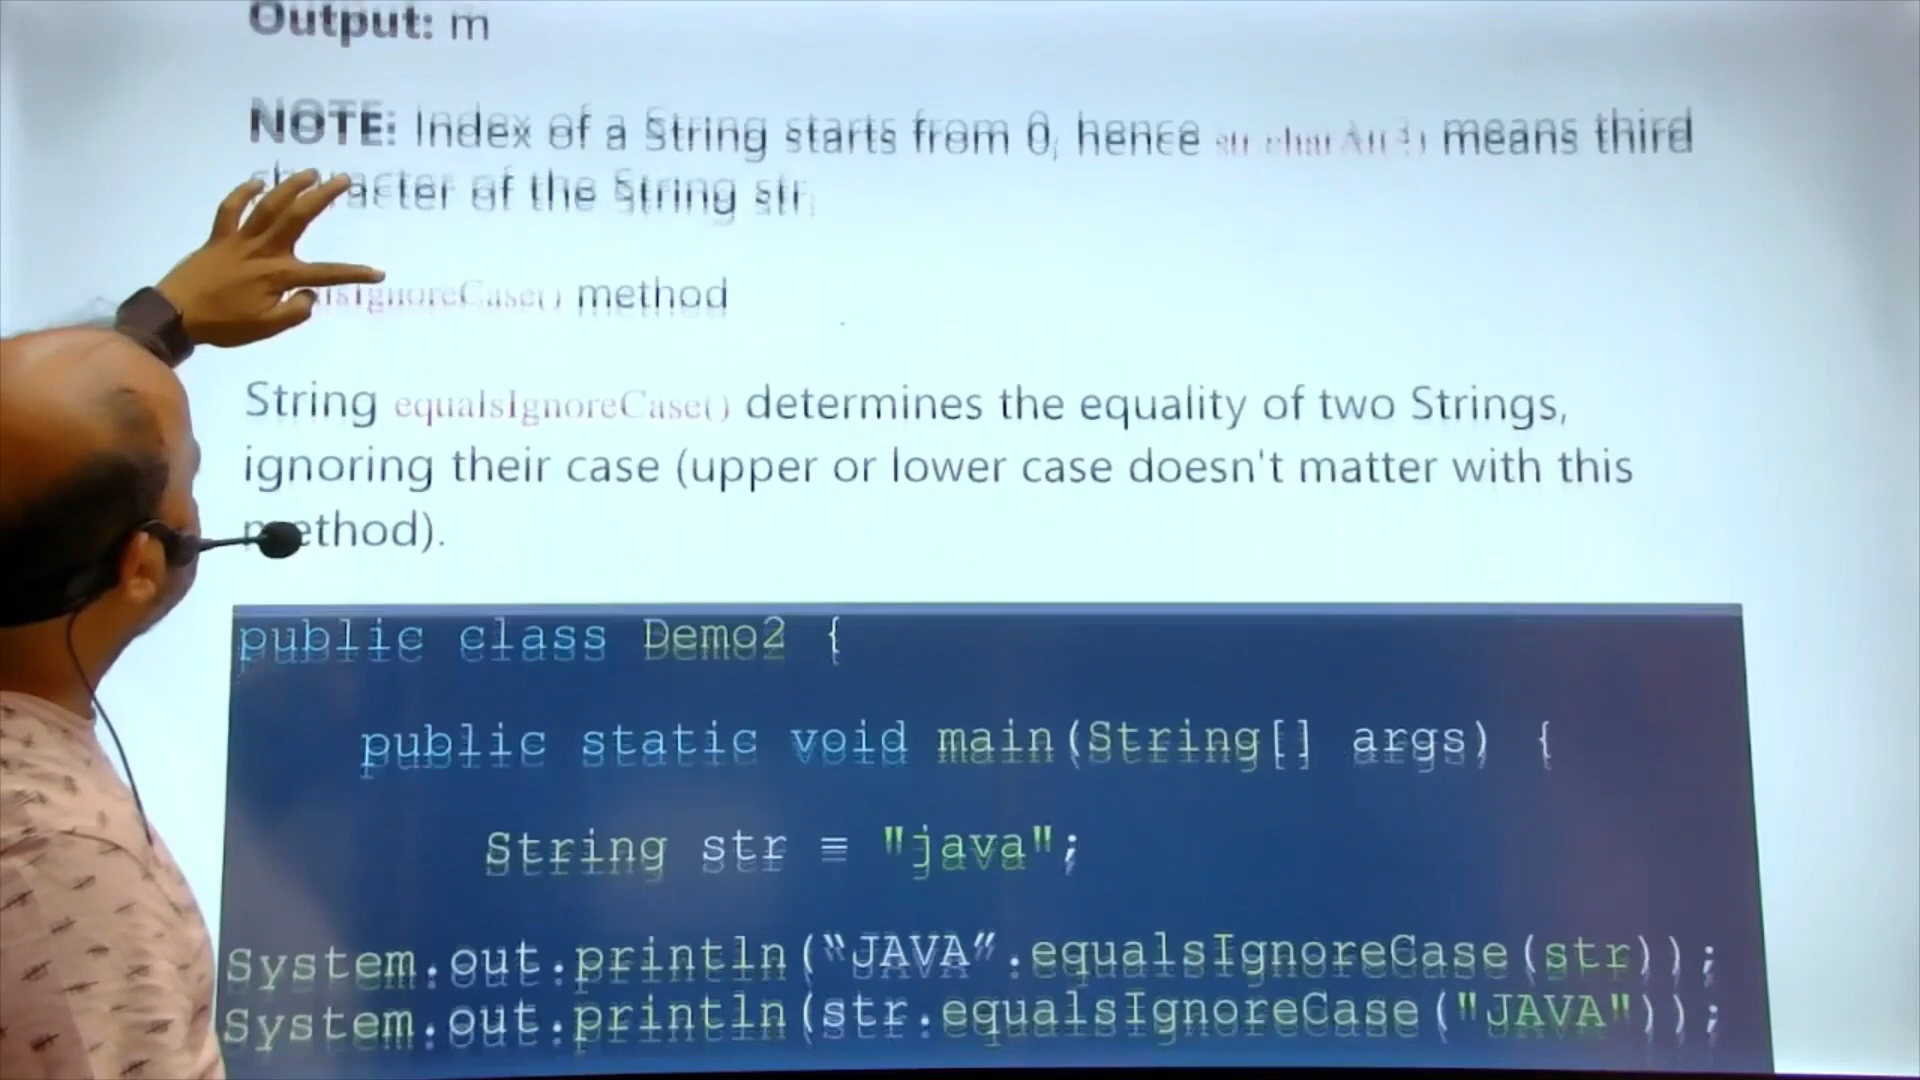 Output: m
NOTE: Index of a String starts from 0, hence means third
character of the String str.
method
String equalsIgnoreCase() determines the equality of two Strings,
ignoring their case (upper or lower case doesn't matter with this
method).
public class Demo2 {
public static void main(String[] args) {
String str = "java";
System.out.println("JAVA".equalsIgnoreCase(str));
System.out.println(str.equalsIgnoreCase("JAVA"));